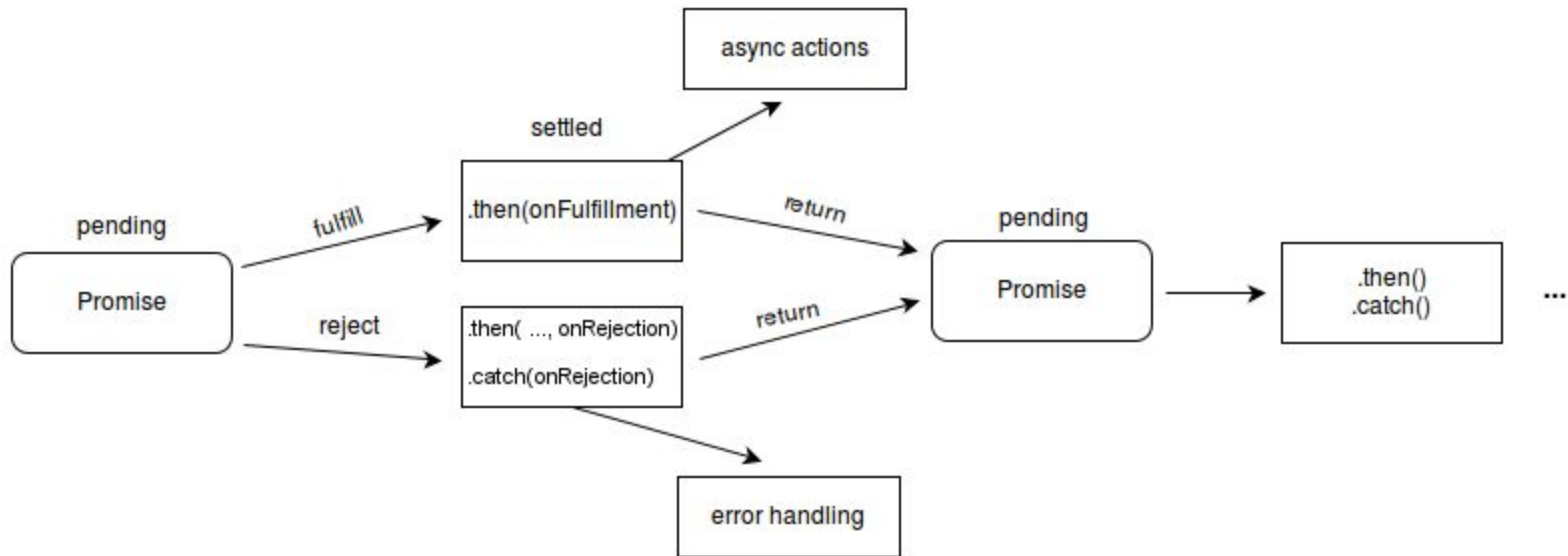 async actions
settled
.then(onFulfillment)
return
fulfill
pending
Promise
pending
Promise
.then()
.catch()
...
reject
.then( ..., onRejection)
.catch(onRejection)
return
error handling